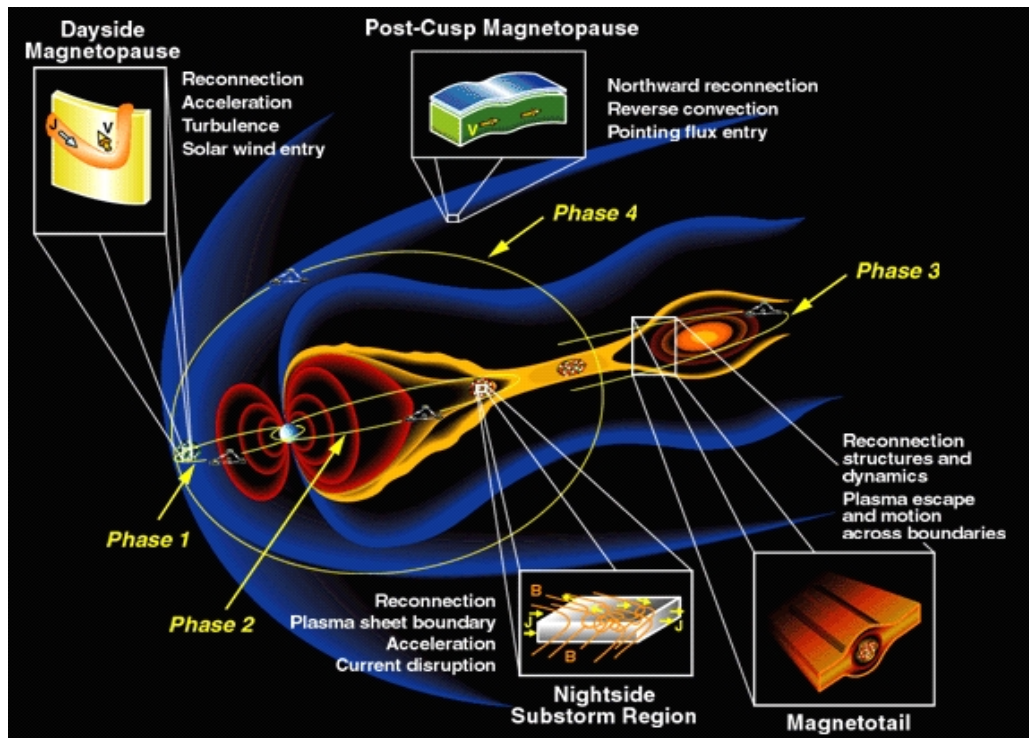 Dayside
Magnetopause
Reconnection
Acceleration
Turbulence
Solar wind entry
J
V
Post-Cusp Magnetopause
V
Northward reconnection
Reverse convection
Pointing flux entry
Phase 4
Phase 3
Phase 1
Phase 2
Reconnection
structures and
dynamics
Plasma escape
and motion
across boundaries
Reconnection
Plasma sheet boundary
Acceleration
Current disruption
B
J
J
B
Nightside
Substorm Region
Magnetotail